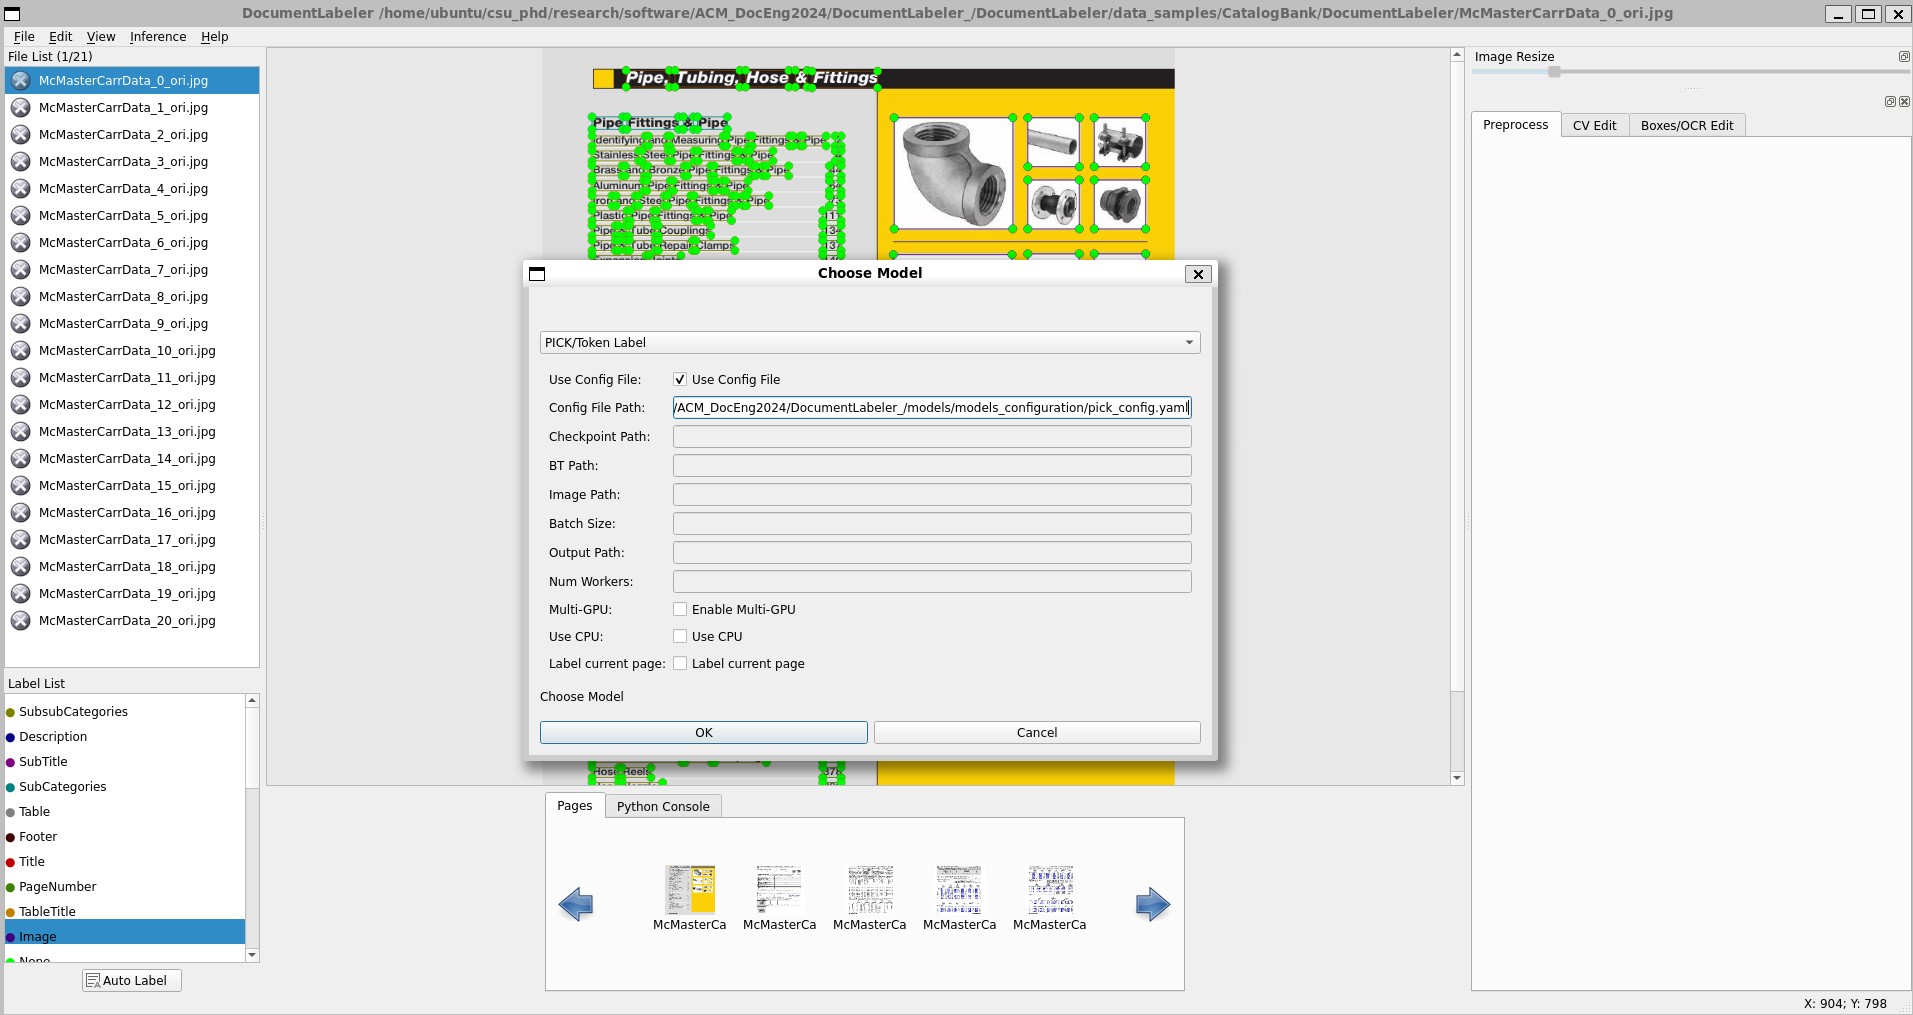 DocumentLabeler /home/ubuntu/csu_phd/research/software/ACM_DocEng2024/DocumentLabeler_/DocumentLabeler/data_samples/CatalogBank/DocumentLabeler/McMasterCarrData_0_ori.jpg
File Edit View Inference Help
File List (1/21)
McMasterCarrData_0_ori.jpg
McMasterCarrData_1_ori.jpg
McMasterCarrData_2_ori.jpg
McMasterCarrData_3_ori.jpg
McMasterCarrData_4_ori.jpg
McMasterCarrData_5_ori.jpg
McMasterCarrData_6_ori.jpg
McMasterCarrData_7_ori.jpg
McMasterCarrData_8_ori.jpg
McMasterCarrData_9_ori.jpg
McMasterCarrData_10_ori.jpg
McMasterCarrData_11_ori.jpg
McMasterCarrData_12_ori.jpg
McMasterCarrData_13_ori.jpg
McMasterCarrData_14_ori.jpg
McMasterCarrData_15_ori.jpg
McMasterCarrData_16_ori.jpg
McMasterCarrData_17_ori.jpg
McMasterCarrData_18_ori.jpg
McMasterCarrData_19_ori.jpg
McMasterCarrData_20_ori.jpg
Label List
SubsubCategories
Description
SubTitle
SubCategories
Table
Footer
Title
PageNumber
TableTitle
Image
None
Auto Label
Pipe, Tubing, Hose & Fittings
Pipe Fittings & Pipe
Identifying and Measuring Pipe Fittings & Pipe
Stainless Steel Pipe Fittings & Pipe
Brass and Bronze Pipe Fittings & Pipe
Aluminum Pipe Fittings & Pipe
Iron and Steel Pipe Fittings & Pipe
Plastic Pipe Fittings & Pipe
Pipe & Tube Couplings 134
Pipe & Tube Repair Clamps 137
Choose Model
PICK/Token Label
Use Config File: Use Config File
Config File Path: /ACM_DocEng2024/DocumentLabeler_/models/models_configuration/pick_config.yaml
Checkpoint Path:
BT Path:
Image Path:
Batch Size:
Output Path:
Num Workers:
Multi-GPU: Enable Multi-GPU
Use CPU: Use CPU
Label current page: Label current page
Choose Model
OK Cancel
Hose Reels 378
Pages Python Console
McMasterCa McMasterCa McMasterCa McMasterCa McMasterCa
Image Resize
Preprocess CV Edit Boxes/OCR Edit
X: 904; Y: 798